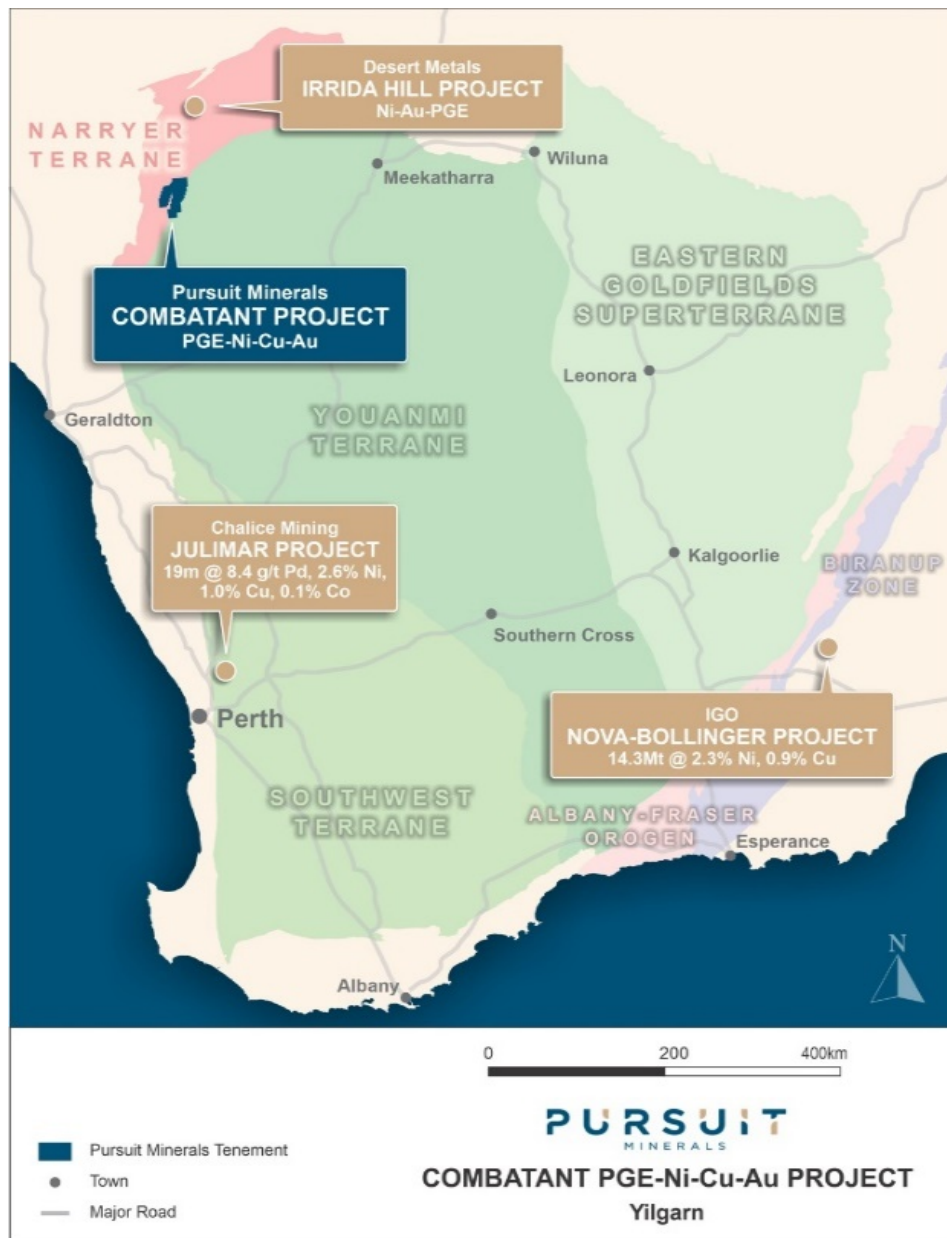 Desert Metals
IRRIDA HILL PROJECT
Ni-Au-PGE
NARRYER
TERRANE
Meekatharra
Wiluna
Pursuit Minerals
COMBATANT PROJECT
PGE-Ni-Cu-Au
EASTERN
GOLDFIELDS
SUPERTERRANE
Leonora
Geraldton
YOUANMI
TERRANE
Chalice Mining
JULIMAR PROJECT
19m @ 8.4 g/t Pd, 2.6% Ni,
1.0% Cu, 0.1% Co
Kalgoorlie
BIRANUP
ZONE
Southern Cross
Perth
IGO
NOVA-BOLLINGER PROJECT
14.3Mt @ 2.3% Ni, 0.9% Cu
SOUTHWEST
TERRANE
ALBANY-FRASER
OROGEN
Esperance
Albany
N
0 200 400km
PURSUIT
MINERALS
Pursuit Minerals Tenement
Town
Major Road
COMBATANT PGE-Ni-Cu-Au PROJECT
Yilgarn